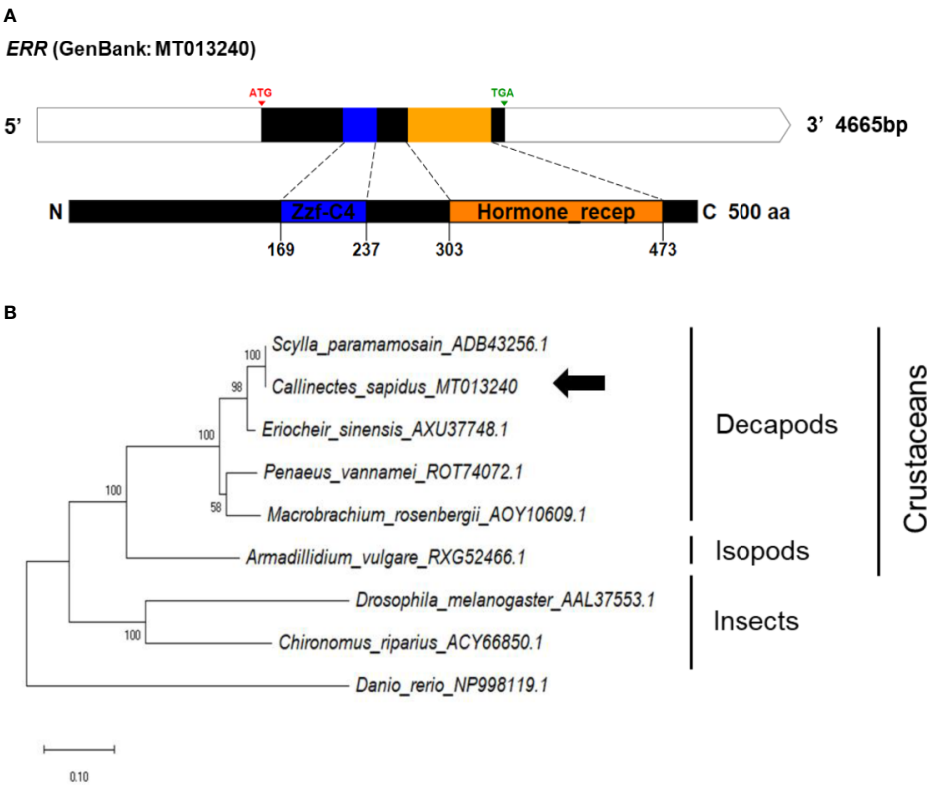 A
ERR (GenBank: MT013240)
ATG
TGA
5’
3’ 4665bp
N
Zzf-C4
Hormone_recep
C 500 aa
169
237
303
473
B
Scylla_paramamosain_ADB43256.1
100
Callinectes_sapidus_MT013240
98
Decapods
Eriocheir_sinensis_AXU37748.1
100
Penaeus_vannamei_ROT74072.1
100
58
Macrobrachium_rosenbergii_AOY10609.1
Crustaceans
Armadillidium_vulgare_RXG52466.1
Isopods
Drosophila_melanogaster_AAL37553.1
Insects
100
Chironomus_riparius_ACY66850.1
Danio_rerio_NP998119.1
0.10